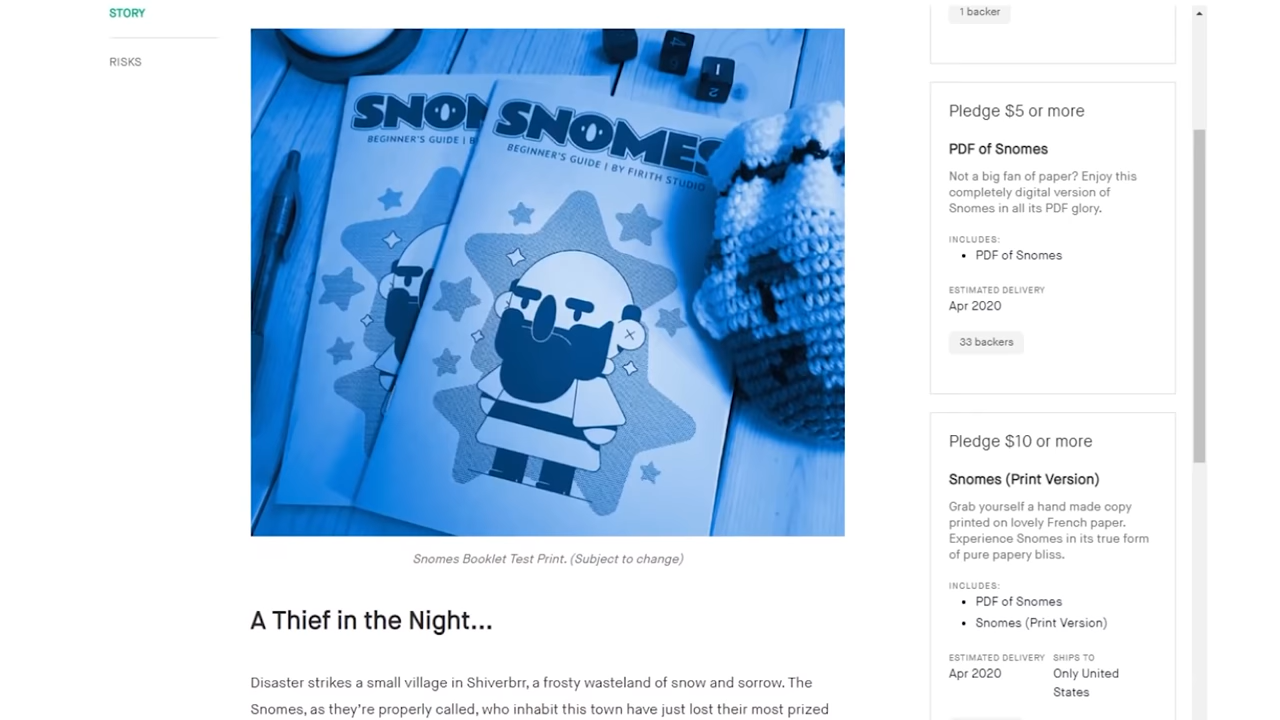 STORY
RISKS
SNOMES
BEGINNER'S GUIDE | BY FIRITH STUDIO
SNOM
BEGINNER'S GUIDE | B
1
2
Snomes Booklet Test Print. (Subject to change)
A Thief in the Night...
Disaster strikes a small village in Shiverbrr, a frosty wasteland of snow and sorrow. The
Snomes, as they're properly called, who inhabit this town have just lost their most prized
1 backer
Pledge $5 or more
PDF of Snomes
Not a big fan of paper? Enjoy this
completely digital version of
Snomes in all its PDF glory.
INCLUDES:
• PDF of Snomes
ESTIMATED DELIVERY
Apr 2020
33 backers
Pledge $10 or more
Snomes (Print Version)
Grab yourself a hand made copy
printed on lovely French paper.
Experience Snomes in its true form
of pure papery bliss.
INCLUDES:
• PDF of Snomes
• Snomes (Print Version)
ESTIMATED DELIVERY
Apr 2020
SHIPS TO
Only United
States